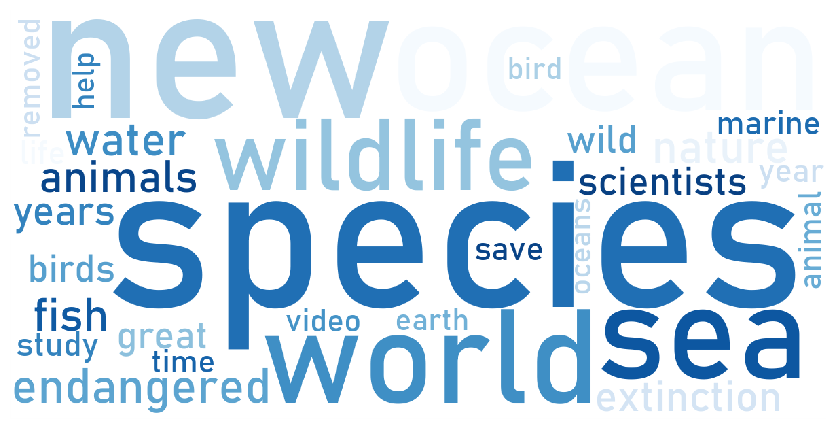 new
ocean
removed
help
bird
marine
water
wildlife
wild
nature
life
animals
scientists
year
years
species
save
oceans
animal
birds
fish
video
earth
sea
study
great
time
world
endangered
extinction